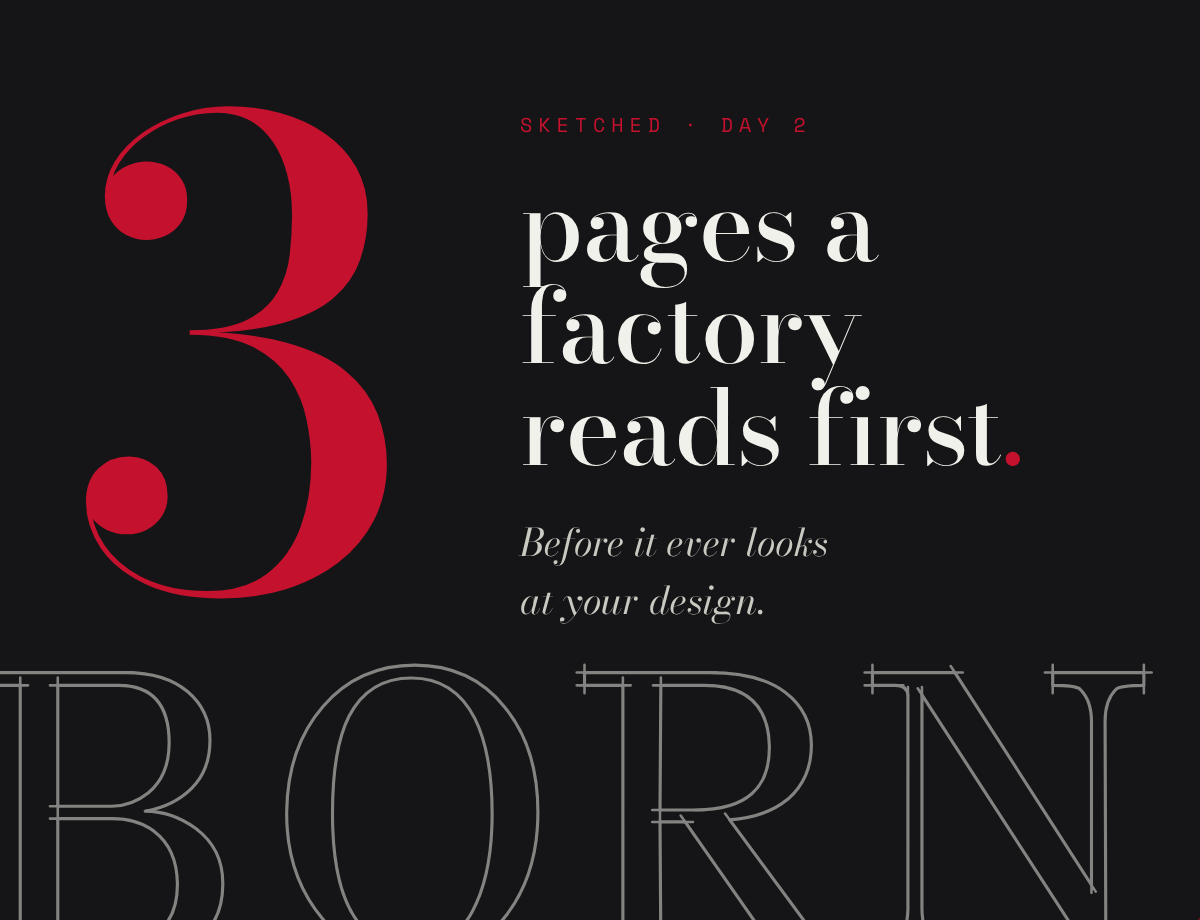 3
SKETCHED · DAY 2
pages a
factory
reads first.
Before it ever looks
at your design.
BORN